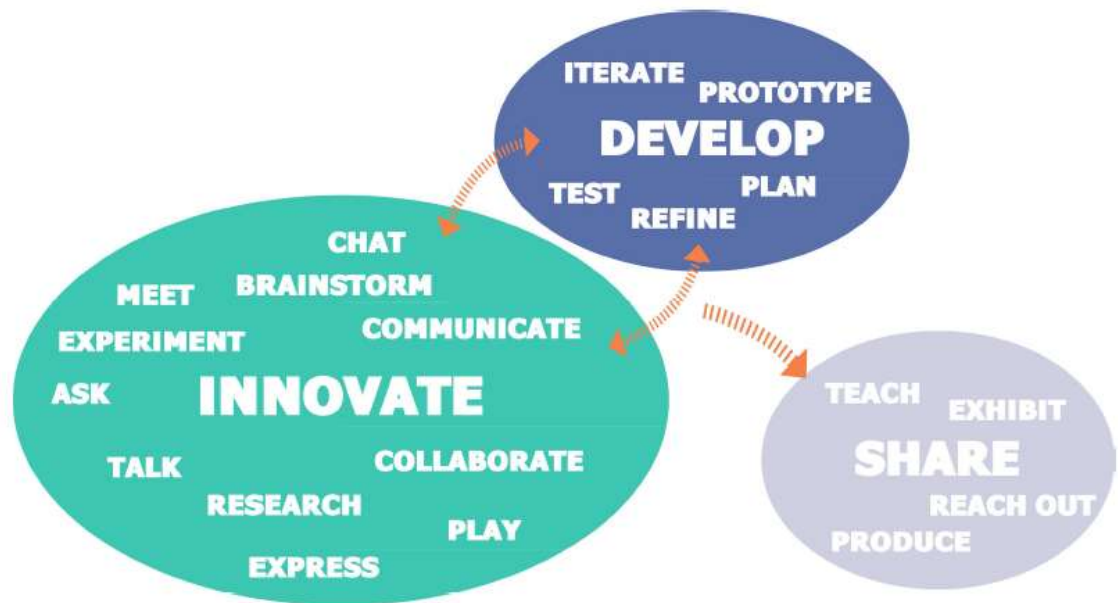 ITERATE
PROTOTYPE
DEVELOP
TEST
PLAN
REFINE
CHAT
BRAINSTORM
MEET
COMMUNICATE
EXPERIMENT
ASK
INNOVATE
TALK
COLLABORATE
RESEARCH
PLAY
EXPRESS
TEACH
EXHIBIT
SHARE
REACH OUT
PRODUCE